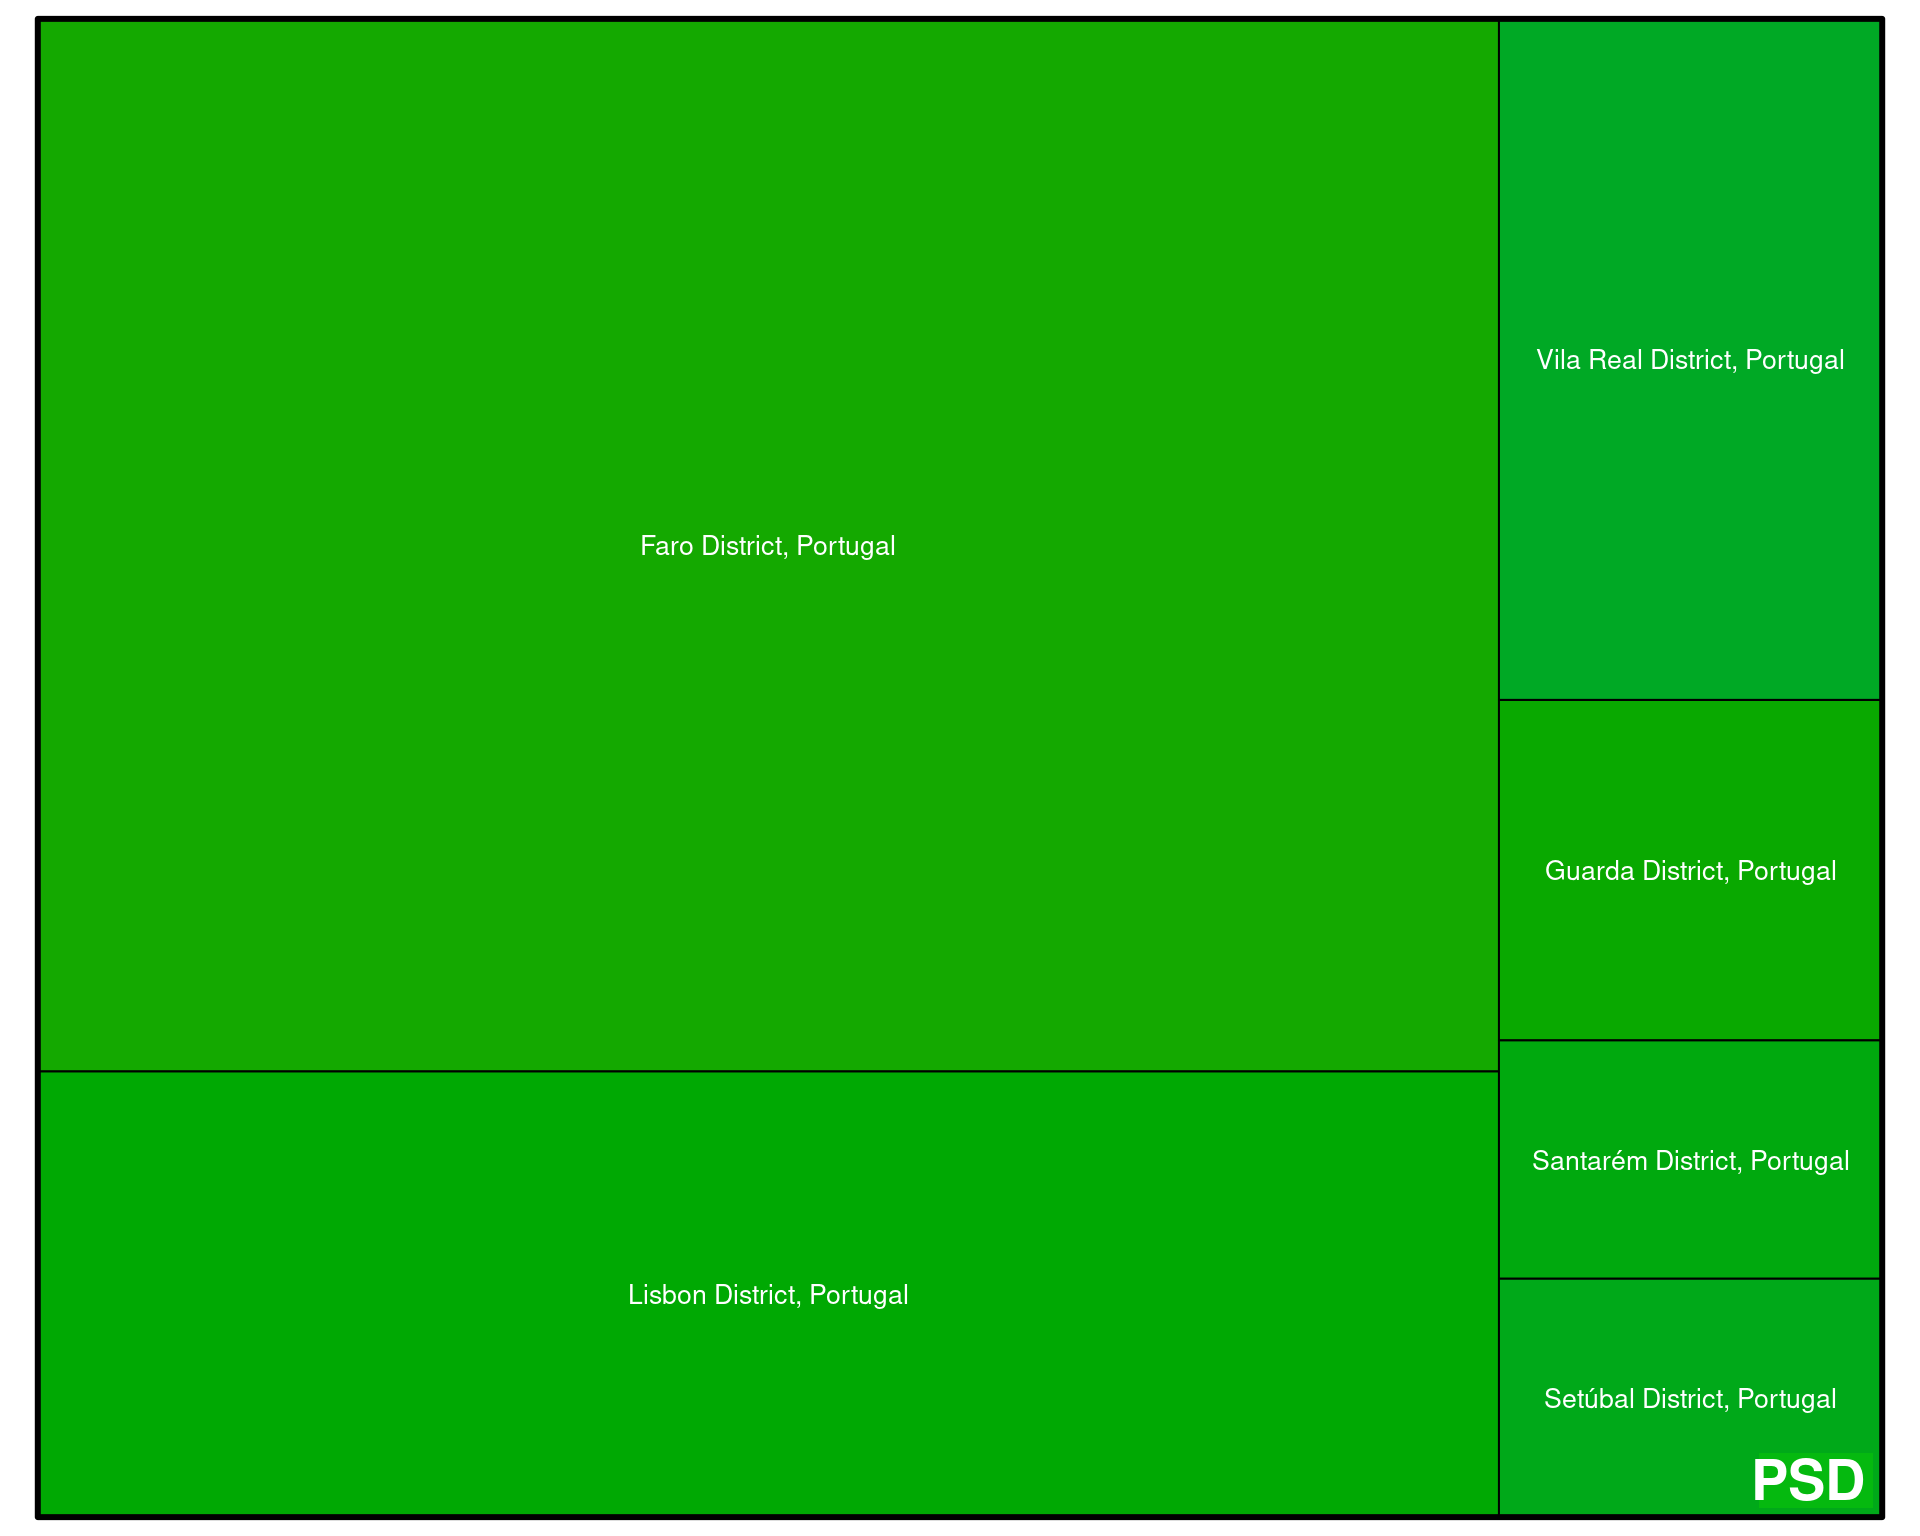 Faro District, Portugal
Lisbon District, Portugal
Vila Real District, Portugal
Guarda District, Portugal
Santarém District, Portugal
Setúbal District, Portugal
PSD